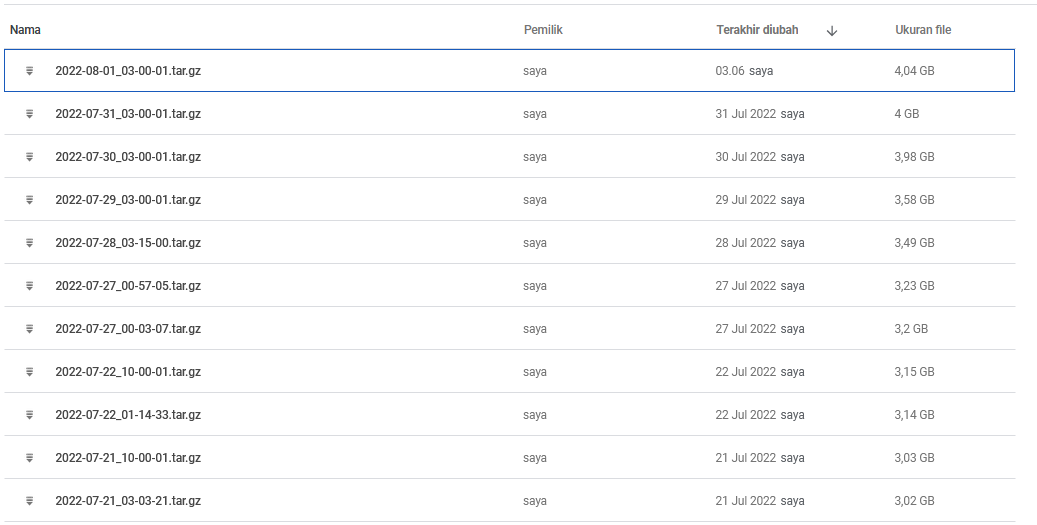 Nama Pemilik Terakhir diubah Ukuran file
2022-08-01_03-00-01.tar.gz saya 03.06 saya 4,04 GB
2022-07-31_03-00-01.tar.gz saya 31 Jul 2022 saya 4 GB
2022-07-30_03-00-01.tar.gz saya 30 Jul 2022 saya 3,98 GB
2022-07-29_03-00-01.tar.gz saya 29 Jul 2022 saya 3,58 GB
2022-07-28_03-15-00.tar.gz saya 28 Jul 2022 saya 3,49 GB
2022-07-27_00-57-05.tar.gz saya 27 Jul 2022 saya 3,23 GB
2022-07-27_00-03-07.tar.gz saya 27 Jul 2022 saya 3,2 GB
2022-07-22_10-00-01.tar.gz saya 22 Jul 2022 saya 3,15 GB
2022-07-22_01-14-33.tar.gz saya 22 Jul 2022 saya 3,14 GB
2022-07-21_10-00-01.tar.gz saya 21 Jul 2022 saya 3,03 GB
2022-07-21_03-03-21.tar.gz saya 21 Jul 2022 saya 3,02 GB